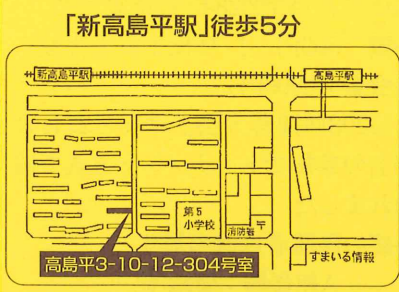 「新高島平駅」徒歩5分
新高島平駅
高島平駅
第5
小学校
消防署
〒
高島平3-10-12-304号室
すまいる情報